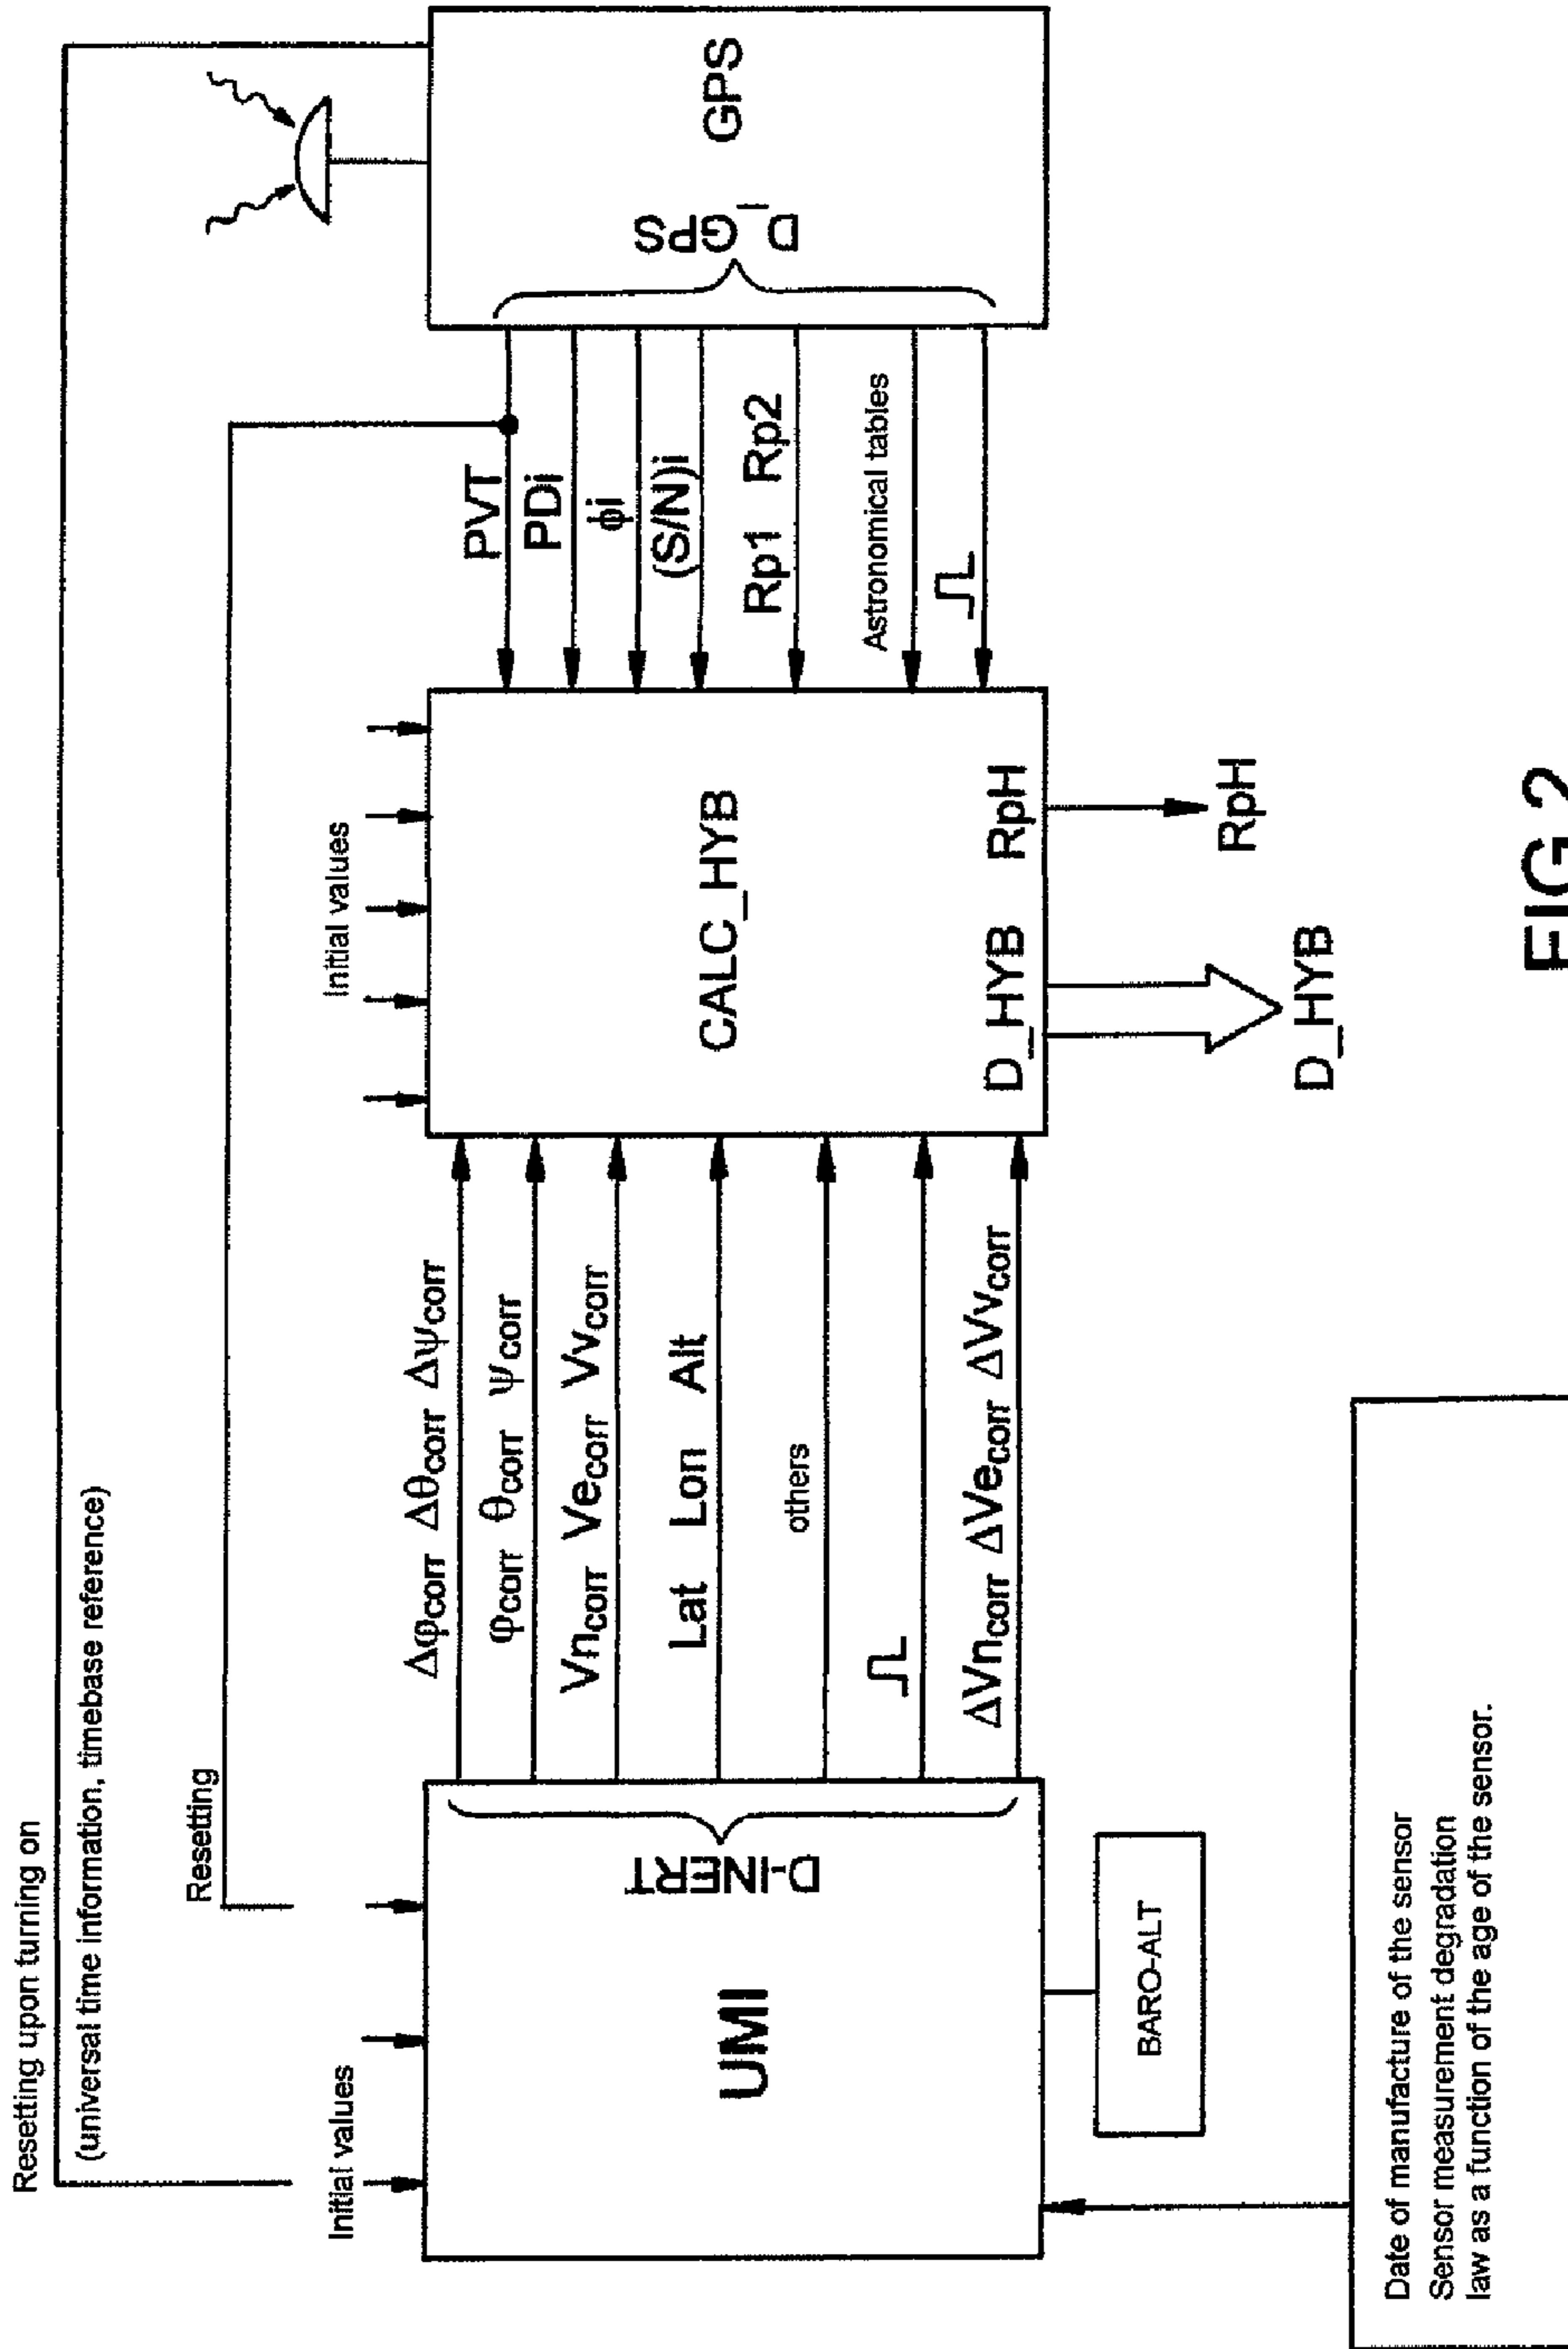 Resetting upon turning on
(universal time information, timebase reference)
Resetting
Initial values
Initial values
UMI
D-INERT
BARO-ALT
Δφcorr Δθcorr Δψcorr
φcorr θcorr ψcorr
Vncorr Vecorr Vvcorr
Lat Lon Alt
others
ΔVncorr ΔVecorr ΔVvcorr
CALC_HYB
D_HYB RpH
D_HYB
RpH
PVT
PDi
ϕi
(S/N)i
Rp1 Rp2
Astronomical tables
D_GPS
GPS
Date of manufacture of the sensor
Sensor measurement degradation
law as a function of the age of the sensor.
FIG 2